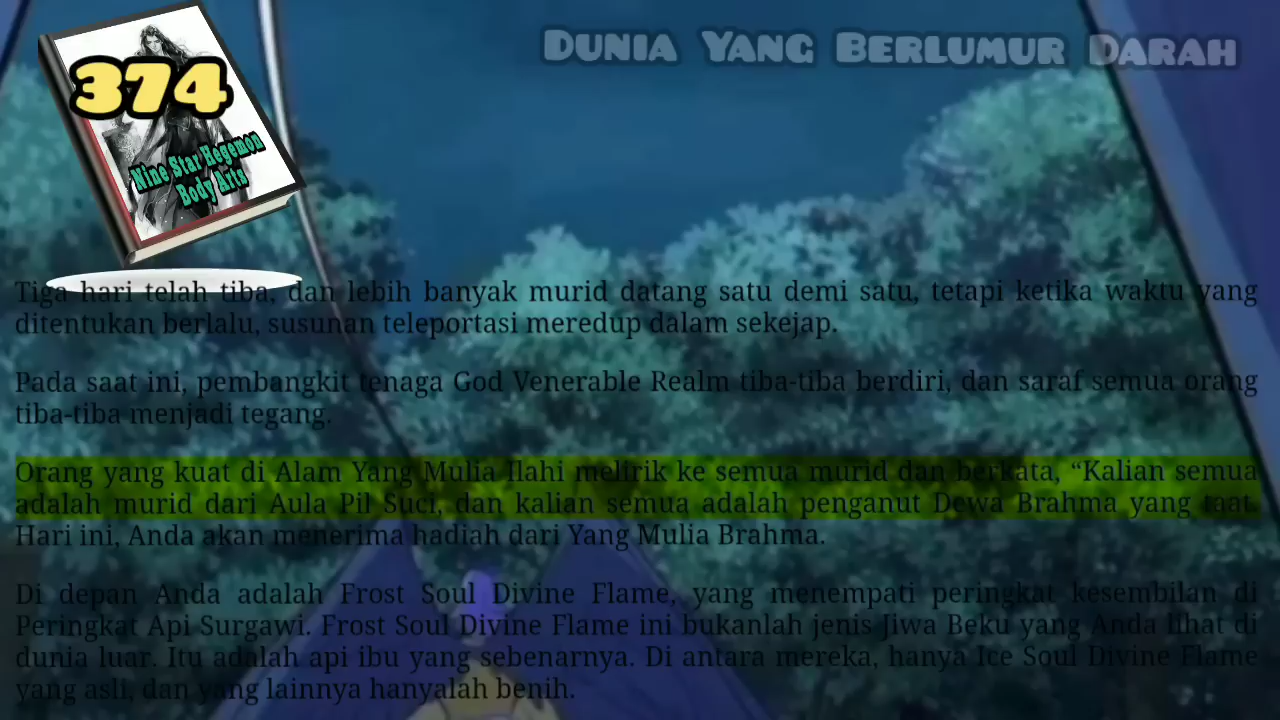 Dunia Yang Berlumur Darah
374
Nine Star Hegemon
Body Arts
Tiga hari telah tiba, dan lebih banyak murid datang satu demi satu, tetapi ketika waktu yang
ditentukan berlalu, susunan teleportasi meredup dalam sekejap.
Pada saat ini, pembangkit tenaga God Venerable Realm tiba-tiba berdiri, dan saraf semua orang
tiba-tiba menjadi tegang.
Orang yang kuat di Alam Yang Mulia Ilahi melirik ke semua murid dan berkata, “Kalian semua
adalah murid dari Aula Pil Suci, dan kalian semua adalah penganut Dewa Brahma yang taat.
Hari ini, Anda akan menerima hadiah dari Yang Mulia Brahma.
Di depan Anda adalah Frost Soul Divine Flame, yang menempati peringkat kesembilan di
Peringkat Api Surgawi. Frost Soul Divine Flame ini bukanlah jenis Jiwa Beku yang Anda lihat di
dunia luar. Itu adalah api ibu yang sebenarnya. Di antara mereka, hanya Ice Soul Divine Flame
yang asli, dan yang lainnya hanyalah benih.